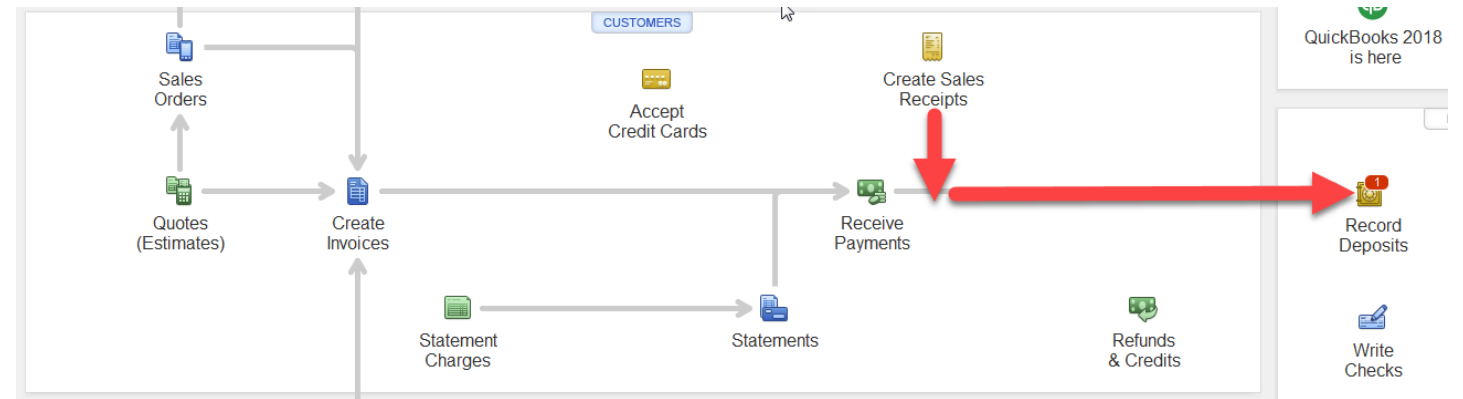 CUSTOMERS
QuickBooks 2018
is here
Sales
Orders
Accept
Credit Cards
Create Sales
Receipts
Quotes
(Estimates)
Create
Invoices
Receive
Payments
1
Record
Deposits
Statement
Charges
Statements
Refunds
& Credits
Write
Checks